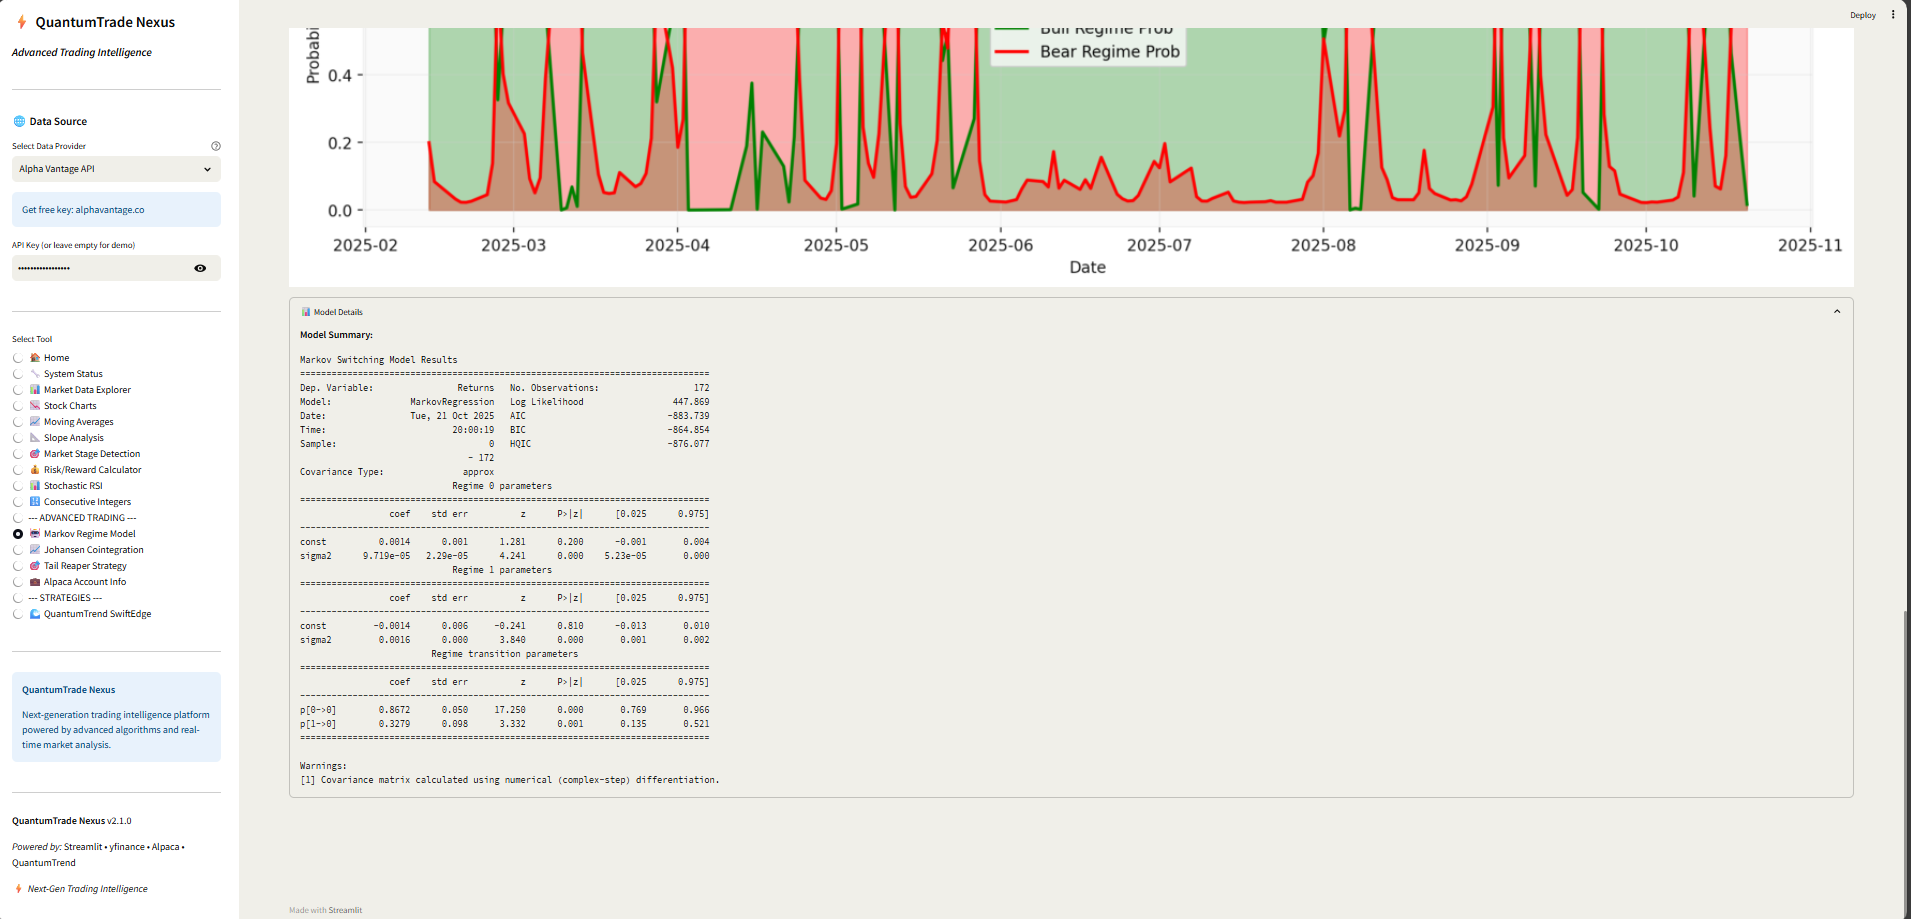 ⚡ QuantumTrade Nexus
Advanced Trading Intelligence
🌐 Data Source
Select Data Provider
Alpha Vantage API
Get free key: alphavantage.co
API Key (or leave empty for demo)
•••••••••••••••••
Select Tool
🏠 Home
🔧 System Status
📊 Market Data Explorer
📉 Stock Charts
📈 Moving Averages
📐 Slope Analysis
🎯 Market Stage Detection
💰 Risk/Reward Calculator
📊 Stochastic RSI
🔢 Consecutive Integers
--- ADVANCED TRADING ---
Markov Regime Model
📈 Johansen Cointegration
🎯 Tail Reaper Strategy
💼 Alpaca Account Info
--- STRATEGIES ---
🌊 QuantumTrend SwiftEdge
QuantumTrade Nexus
Next-generation trading intelligence platform
powered by advanced algorithms and real-
time market analysis.
QuantumTrade Nexus v2.1.0
Powered by: Streamlit • yfinance • Alpaca •
QuantumTrend
⚡ Next-Gen Trading Intelligence
Deploy
Bull Regime Prob
Bear Regime Prob
0.4
0.2
0.0
2025-02 2025-03 2025-04 2025-05 2025-06 2025-07 2025-08 2025-09 2025-10 2025-11
Date
📊 Model Details
Model Summary:
Markov Switching Model Results
==============================================================================
Dep. Variable: Returns No. Observations: 172
Model: MarkovRegression Log Likelihood 447.869
Date: Tue, 21 Oct 2025 AIC -883.739
Time: 20:00:19 BIC -864.854
Sample: 0 HQIC -876.077
- 172
Covariance Type: approx
Regime 0 parameters
==============================================================================
coef std err z P>|z| [0.025 0.975]
------------------------------------------------------------------------------
const 0.0014 0.001 1.281 0.200 -0.001 0.004
sigma2 9.719e-05 2.29e-05 4.241 0.000 5.23e-05 0.000
Regime 1 parameters
==============================================================================
coef std err z P>|z| [0.025 0.975]
------------------------------------------------------------------------------
const -0.0014 0.006 -0.241 0.810 -0.013 0.010
sigma2 0.0016 0.000 3.840 0.000 0.001 0.002
Regime transition parameters
==============================================================================
coef std err z P>|z| [0.025 0.975]
------------------------------------------------------------------------------
p[0->0] 0.8672 0.050 17.250 0.000 0.769 0.966
p[1->0] 0.3279 0.098 3.332 0.001 0.135 0.521
==============================================================================
Warnings:
[1] Covariance matrix calculated using numerical (complex-step) differentiation.
Made with Streamlit